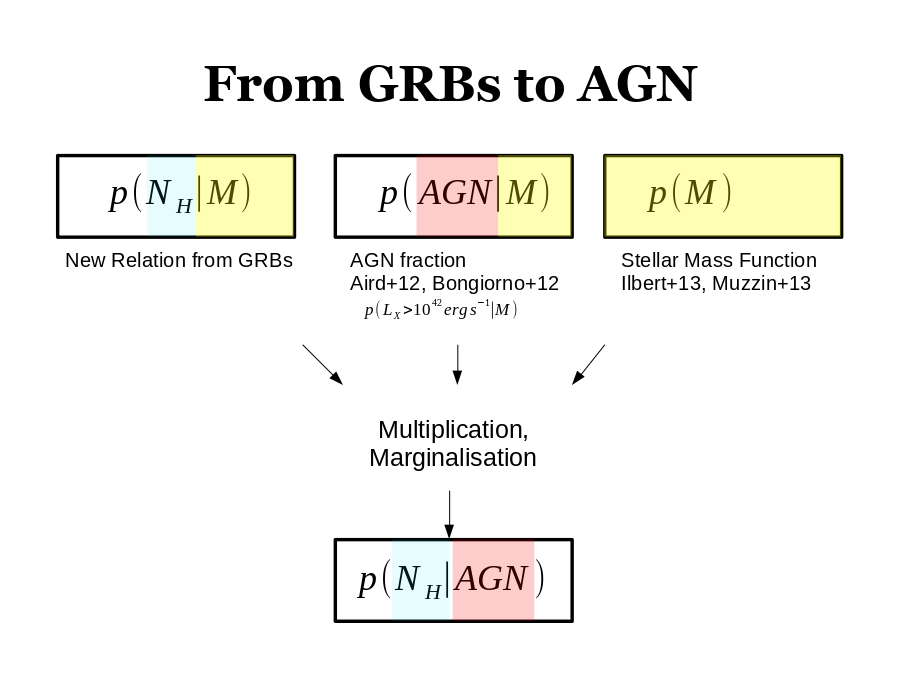 From GRBs to AGN
p(N_H|M)
p(AGN|M)
p(M)
New Relation from GRBs
AGN fraction
Aird+12, Bongiorno+12
p(L_X>10^42 erg s^−1|M)
Stellar Mass Function
Ilbert+13, Muzzin+13
Multiplication,
Marginalisation
p(N_H|AGN)